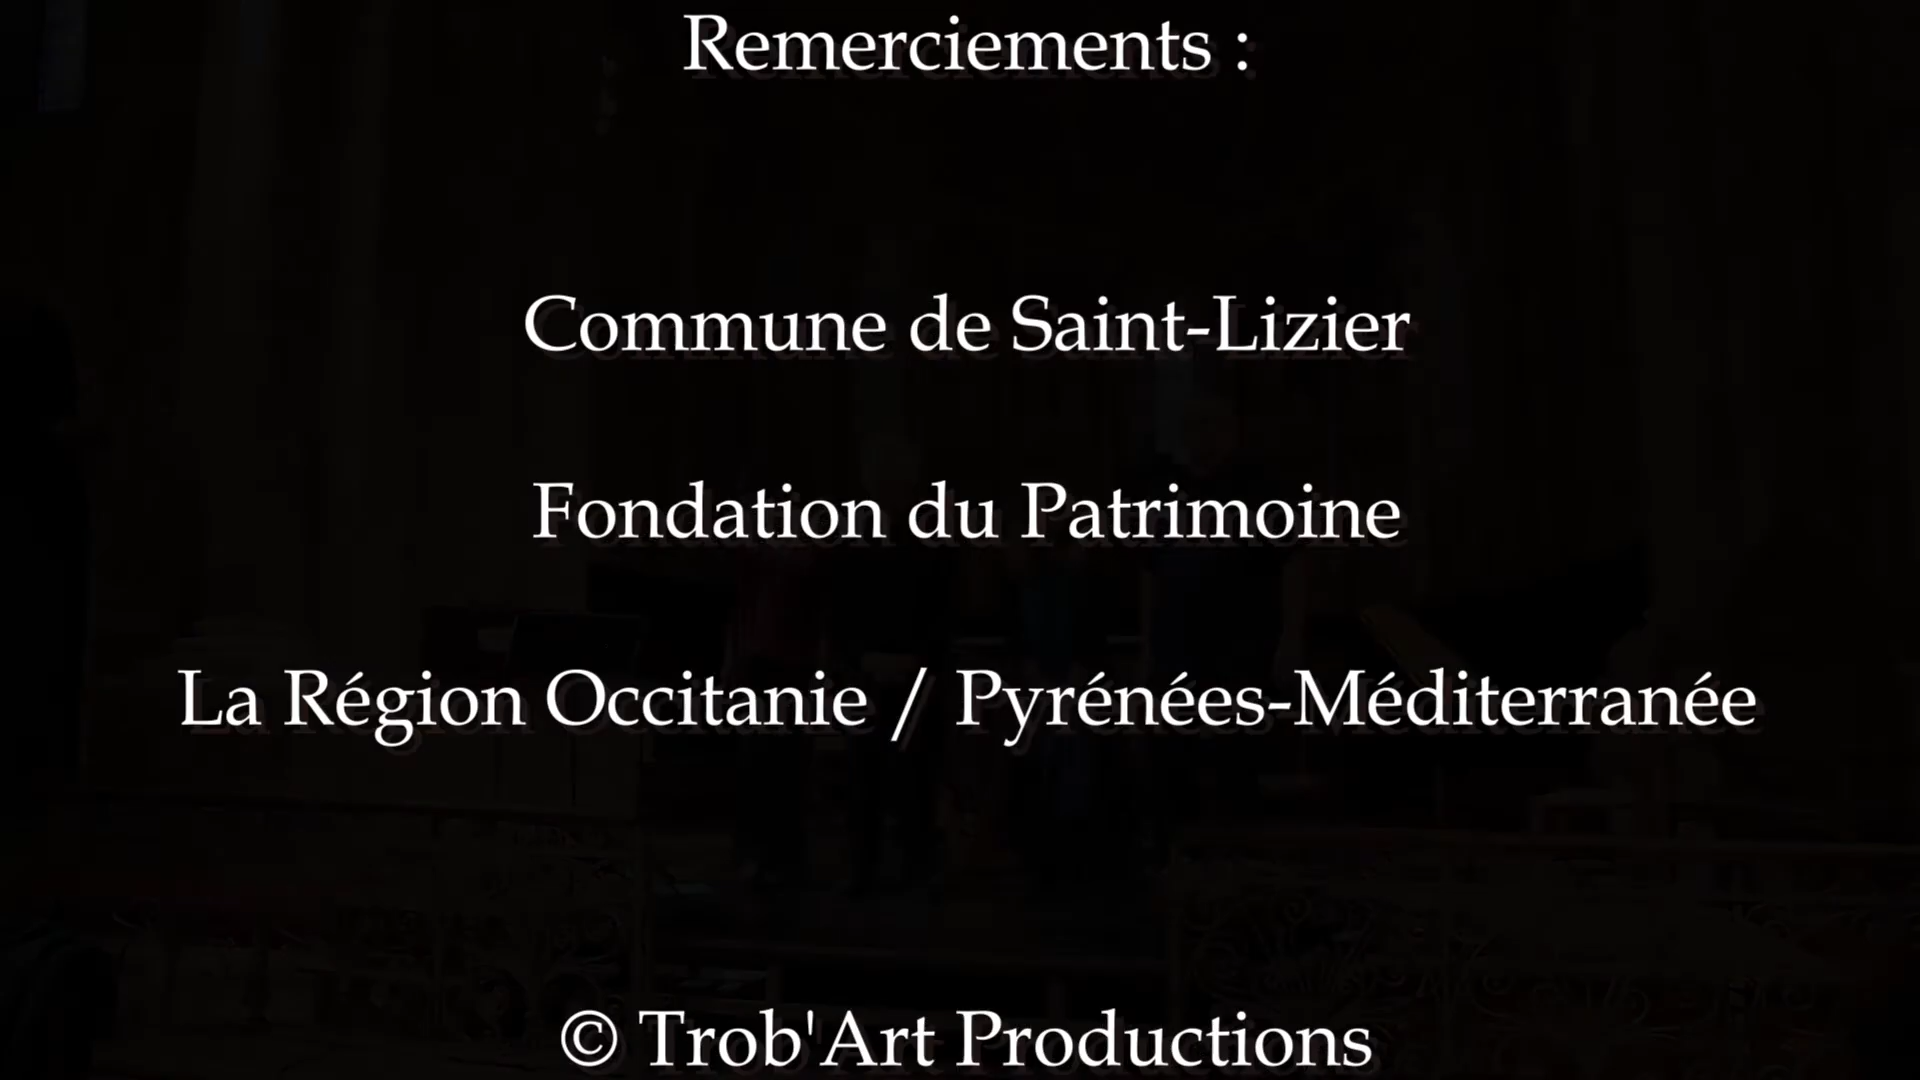 Remerciements :
Commune de Saint-Lizier
Fondation du Patrimoine
La Région Occitanie / Pyrénées-Méditerranée
© Trob'Art Productions